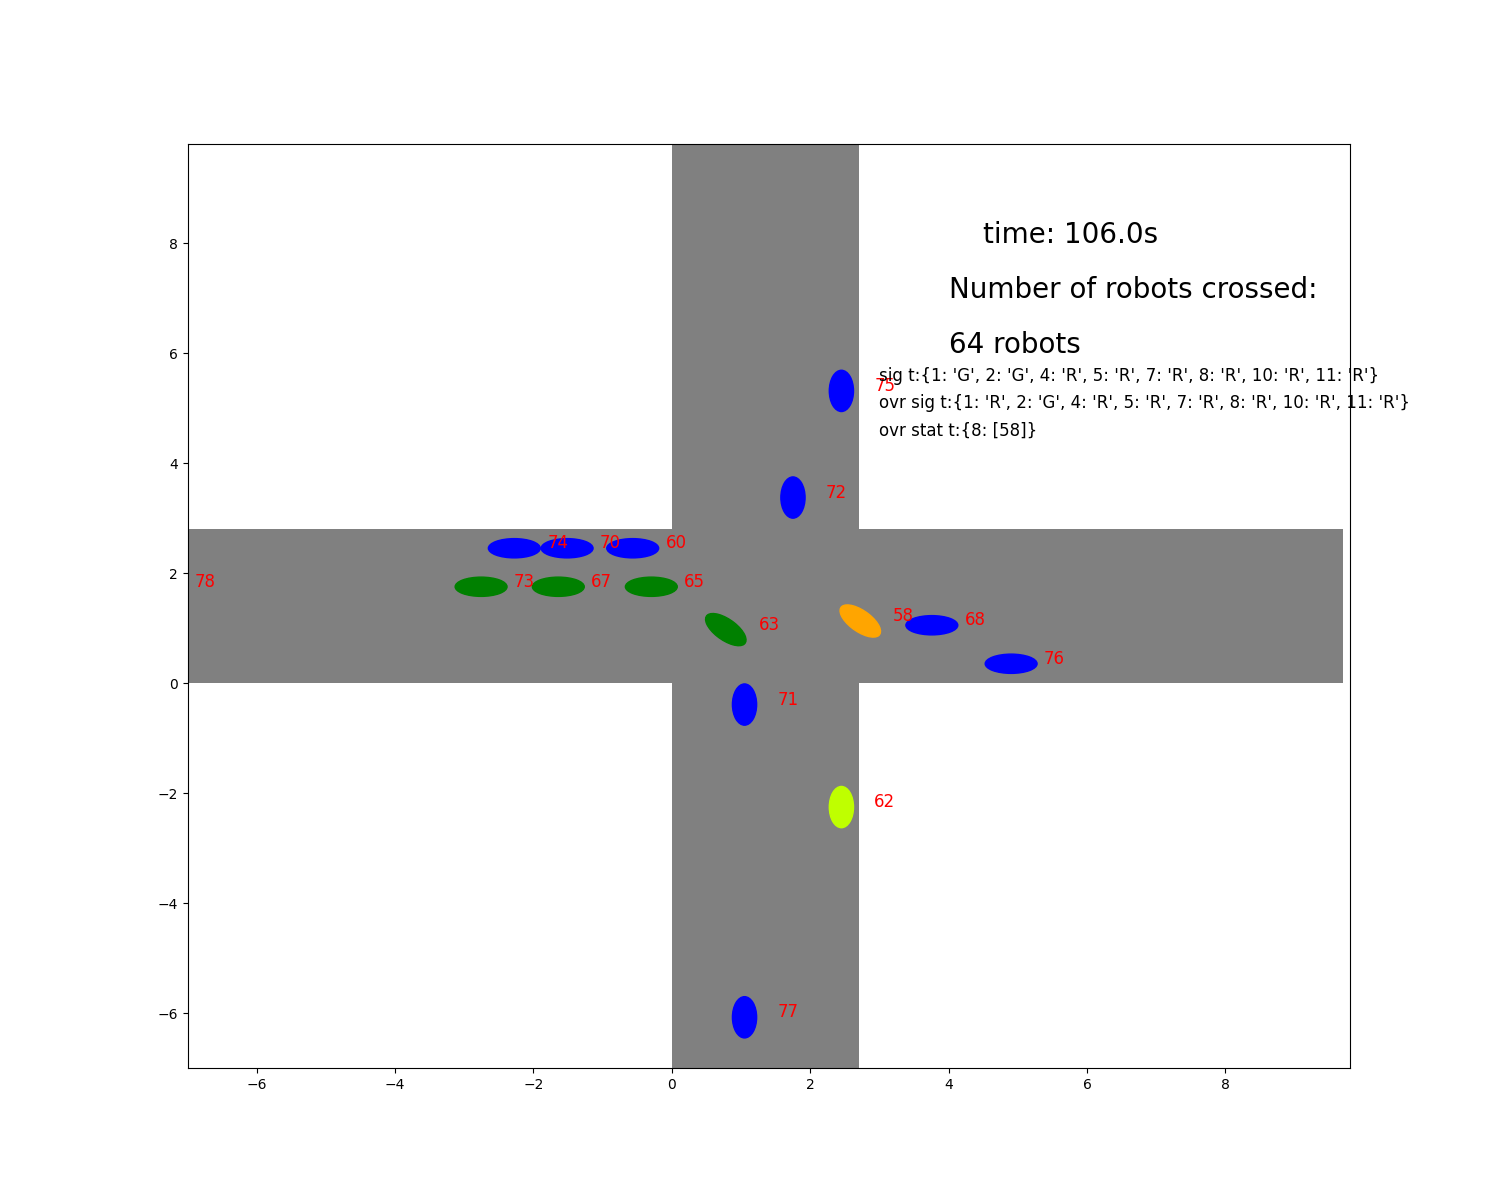 time: 106.0s
Number of robots crossed:
64 robots
sig t:{1: 'G', 2: 'G', 4: 'R', 5: 'R', 7: 'R', 8: 'R', 10: 'R', 11: 'R'}
75
ovr sig t:{1: 'R', 2: 'G', 4: 'R', 5: 'R', 7: 'R', 8: 'R', 10: 'R', 11: 'R'}
ovr stat t:{8: [58]}
72
74 70 60
78 73 67 65
63 58 68
76
71
62
77
8
6
4
2
0
−2
−4
−6
−6 −4 −2 0 2 4 6 8